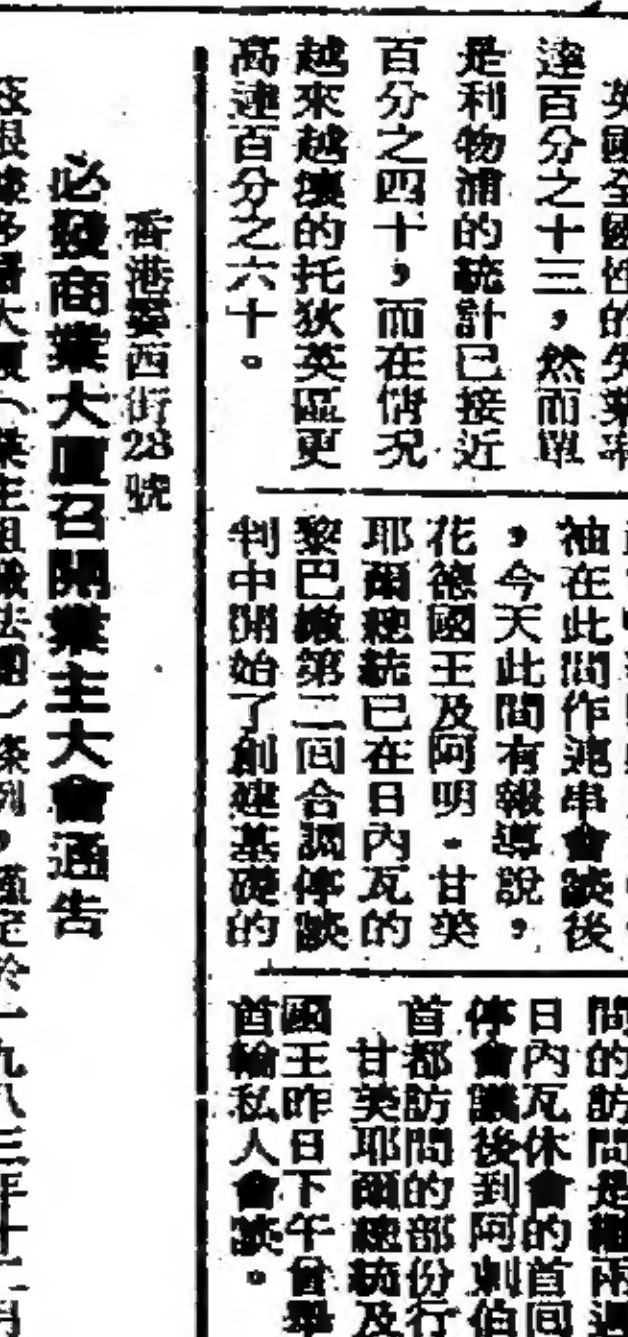 英國全國性的失業率
達百分之十三，然而單
是利物浦的統計已接近
百分之四十，而在情况
越來越壞的托狄英區更
高達百分之六十。
袖在此間作連串會談後
，今天此間有報導說，
花德國王及阿明・甘美
耶爾總統已在日內瓦的
黎巴嫩第二回合調停談
判中開始了創建基礎的
問的訪問是繼兩週
日內瓦休會的首回
停會議後到阿剌伯
首都訪問的部份行
甘美耶爾總統及
國王昨日下午曾舉
首輪私人會談。
香港緊西街28號
必發商業大廈召開業主大會通告
茲根據多層大廈（業主組織法團）條例，謹定於一九八三年十二月